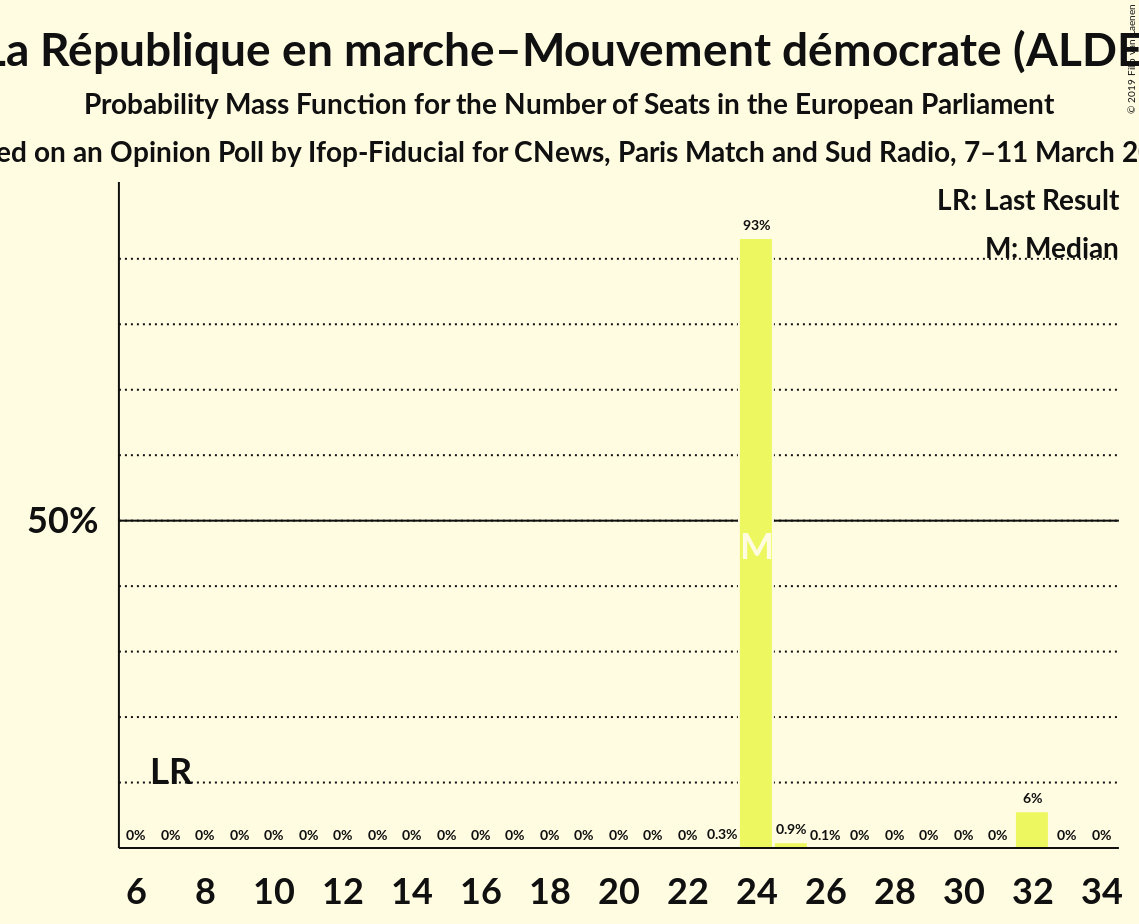 La République en marche–Mouvement démocrate (ALDE
Probability Mass Function for the Number of Seats in the European Parliament
on an Opinion Poll by Ifop-Fiducial for CNews, Paris Match and Sud Radio, 7–11 March
© 2019
LR: Last Result
M: Median
93%
50%
M
LR
6%
0% 0% 0% 0% 0% 0% 0% 0% 0% 0% 0% 0% 0% 0% 0% 0% 0% 0.3% 0.9% 0.1% 0% 0% 0% 0% 0% 0% 0%
6 8 10 12 14 16 18 20 22 24 26 28 30 32 34